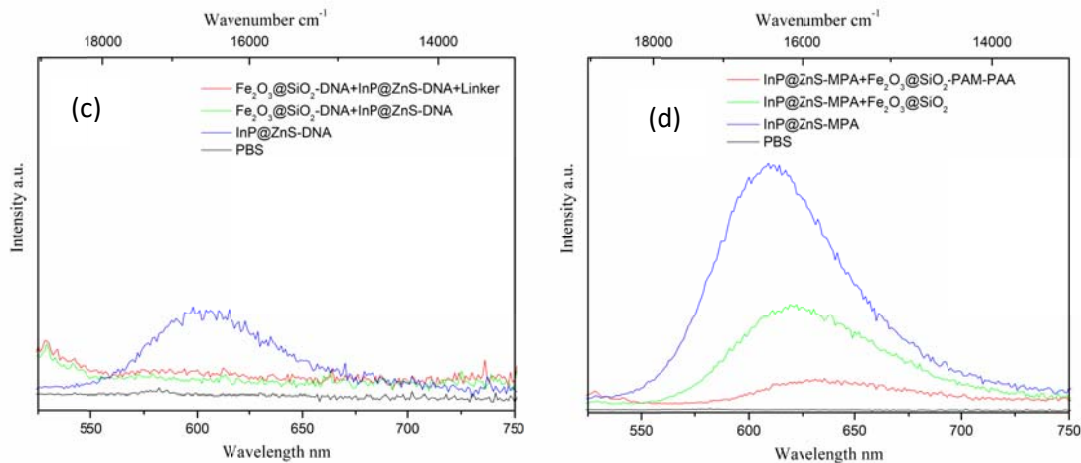 Wavenumber cm⁻¹
18000 16000 14000
(c)
Fe₂O₃@SiO₂-DNA+InP@ZnS-DNA+Linker
Fe₂O₃@SiO₂-DNA+InP@ZnS-DNA
InP@ZnS-DNA
PBS
Intensity a.u.
550 600 650 700 750
Wavelength nm
Wavenumber cm⁻¹
18000 16000 14000
(d)
InP@ZnS-MPA+Fe₂O₃@SiO₂-PAM-PAA
InP@ZnS-MPA+Fe₂O₃@SiO₂
InP@ZnS-MPA
PBS
Intensity a.u.
550 600 650 700 750
Wavelength nm